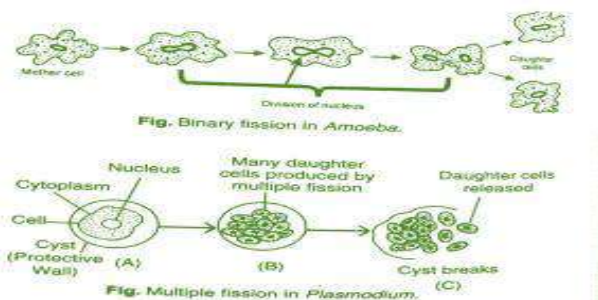 Mother cell
Daughter
cells
Division of nucleus
Fig. Binary fission in Amoeba.
Nucleus
Cytoplasm
Cell
Cyst
(Protective
Wall)
(A)
Many daughter
cells produced by
multiple fission
(B)
Daughter cells
released
Cyst breaks
(C)
Fig. Multiple fission in Plasmodium.